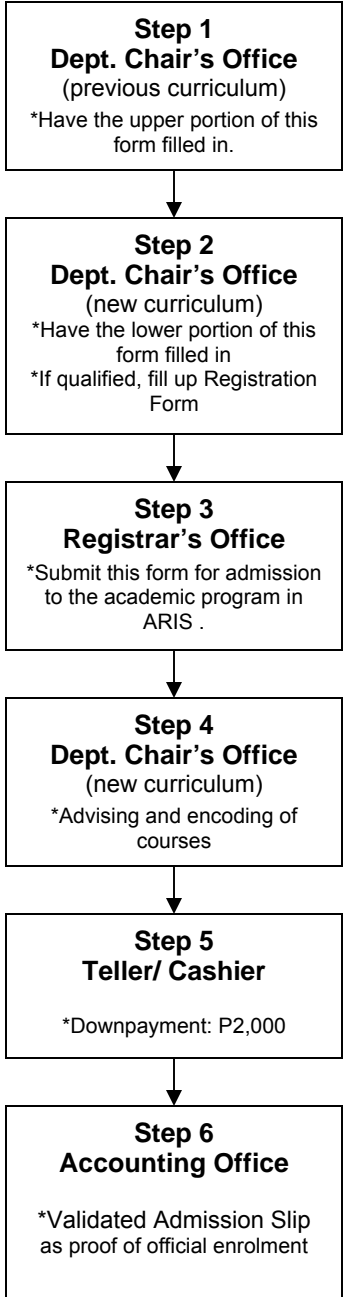 Step 1
Dept. Chair's Office
(previous curriculum)
*Have the upper portion of this
form filled in.
Step 2
Dept. Chair's Office
(new curriculum)
*Have the lower portion of this
form filled in
*If qualified, fill up Registration
Form
Step 3
Registrar's Office
*Submit this form for admission
to the academic program in
ARIS .
Step 4
Dept. Chair's Office
(new curriculum)
*Advising and encoding of
courses
Step 5
Teller/ Cashier
*Downpayment: P2,000
Step 6
Accounting Office
*Validated Admission Slip
as proof of official enrolment